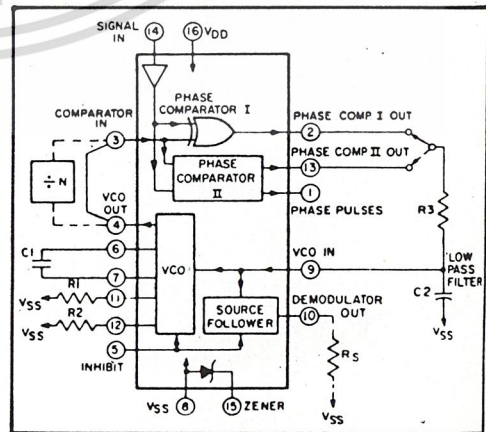 SIGNAL IN
14
16 VDD
PHASE COMPARATOR I
COMPARATOR IN
3
PHASE COMP I OUT
2
PHASE COMP II OUT
13
PHASE COMPARATOR II
1
PHASE PULSES
÷N
VCO OUT
4
R3
6
C1
7
VCO
VCO IN
9
LOW PASS FILTER
C2
VSS
R1
VSS
11
R2
VSS
12
SOURCE FOLLOWER
DEMODULATOR OUT
10
5
INHIBIT
RS
VSS
VSS
8
15 ZENER